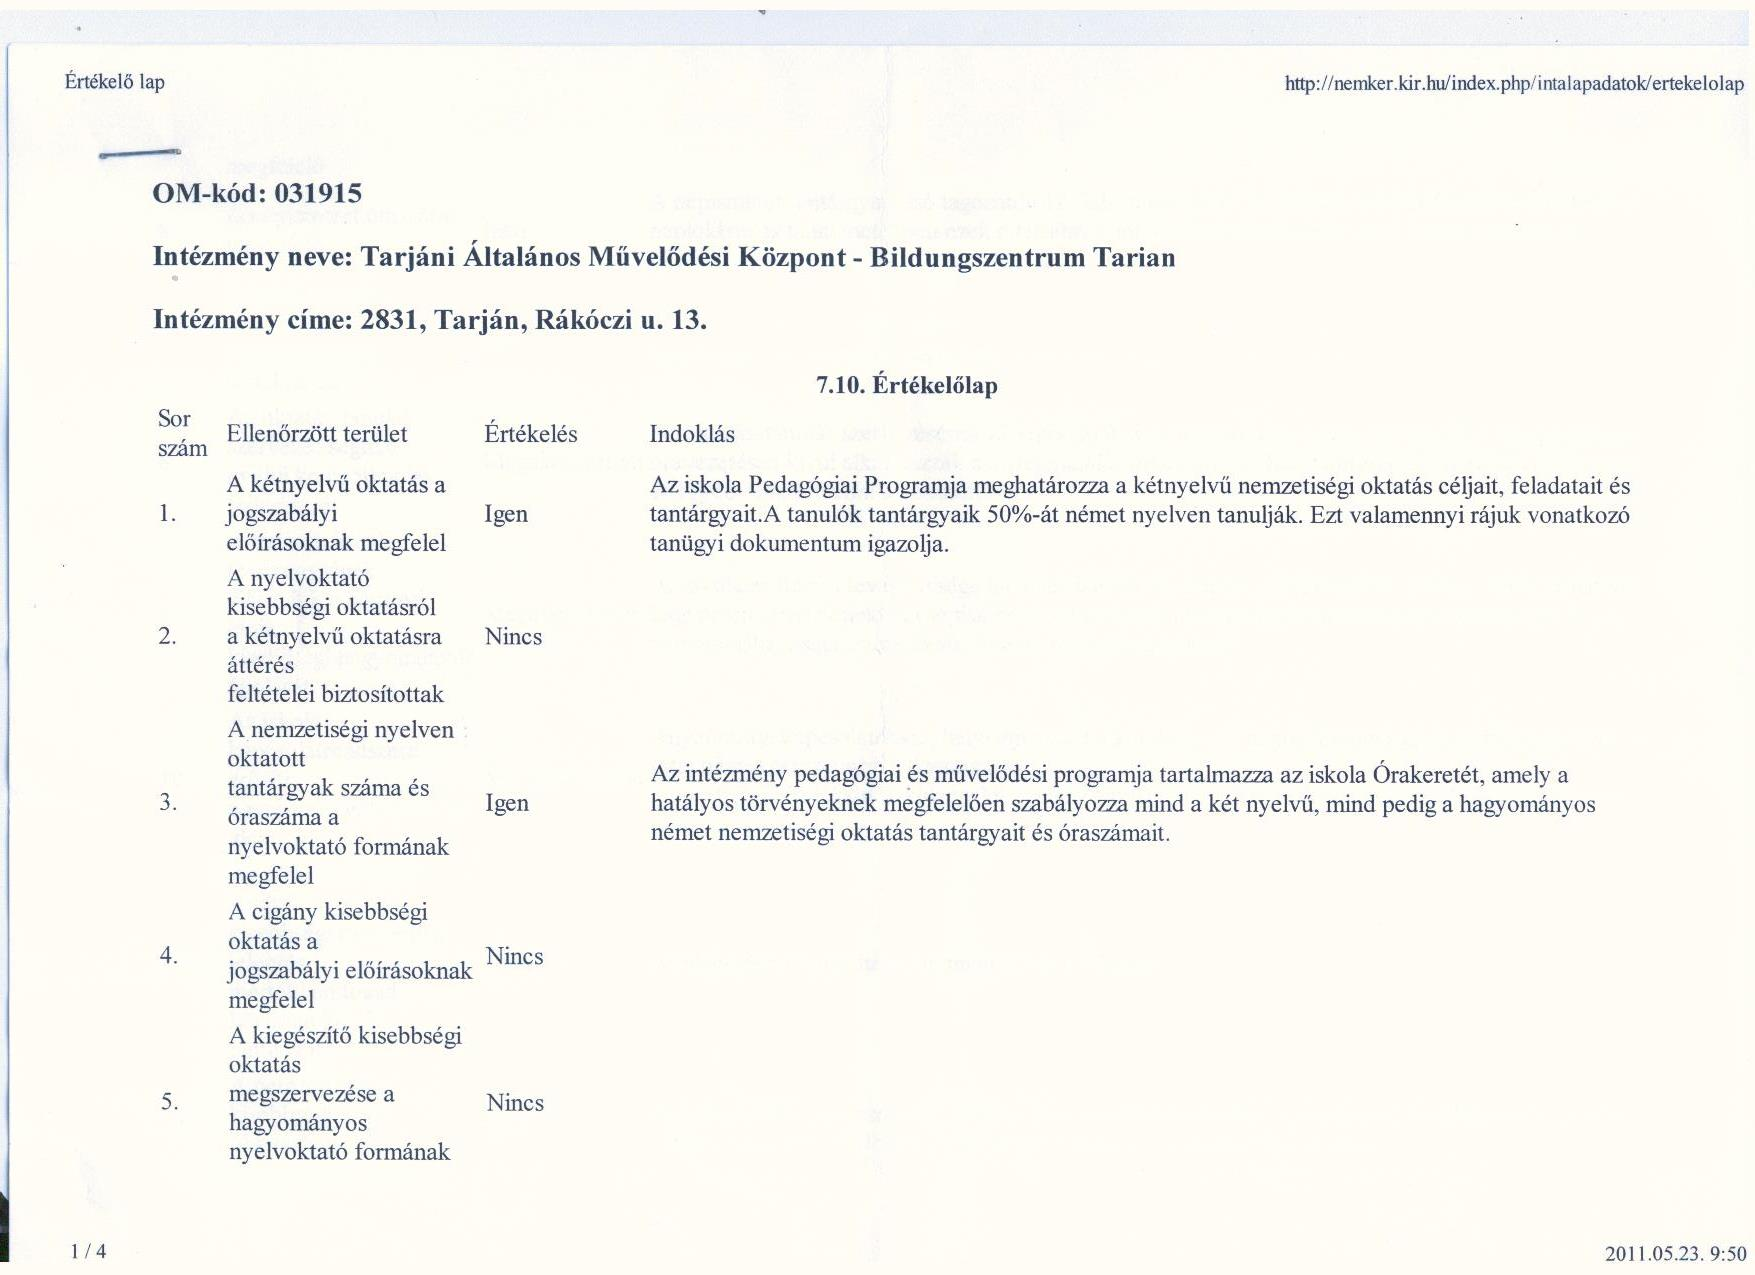 Értékelő lap
http://nemker.kir.hu/index.php/intalapadatok/ertekelolap
OM-kód: 031915
Intézmény neve: Tarjáni Általános Művelődési Központ - Bildungszentrum Tarian
Intézmény címe: 2831, Tarján, Rákóczi u. 13.
7.10. Értékelőlap
Sor
szám
Ellenőrzött terület
Értékelés
Indoklás
1.
A kétnyelvű oktatás a
jogszabályi
előírásoknak megfelel
Igen
Az iskola Pedagógiai Programja meghatározza a kétnyelvű nemzetiségi oktatás céljait, feladatait és
tantárgyait.A tanulók tantárgyaik 50%-át német nyelven tanulják. Ezt valamennyi rájuk vonatkozó
tanügyi dokumentum igazolja.
2.
A nyelvoktató
kisebbségi oktatásról
a kétnyelvű oktatásra
áttérés
feltételei biztosítottak
Nincs
3.
A nemzetiségi nyelven
oktatott
tantárgyak száma és
óraszáma a
nyelvoktató formának
megfelel
Igen
Az intézmény pedagógiai és művelődési programja tartalmazza az iskola Órakeretét, amely a
hatályos törvényeknek megfelelően szabályozza mind a két nyelvű, mind pedig a hagyományos
német nemzetiségi oktatás tantárgyait és óraszámait.
4.
A cigány kisebbségi
oktatás a
jogszabályi előírásoknak
megfelel
Nincs
5.
A kiegészítő kisebbségi
oktatás
megszervezése a
hagyományos
nyelvoktató formának
Nincs
1 / 4
2011.05.23. 9:50